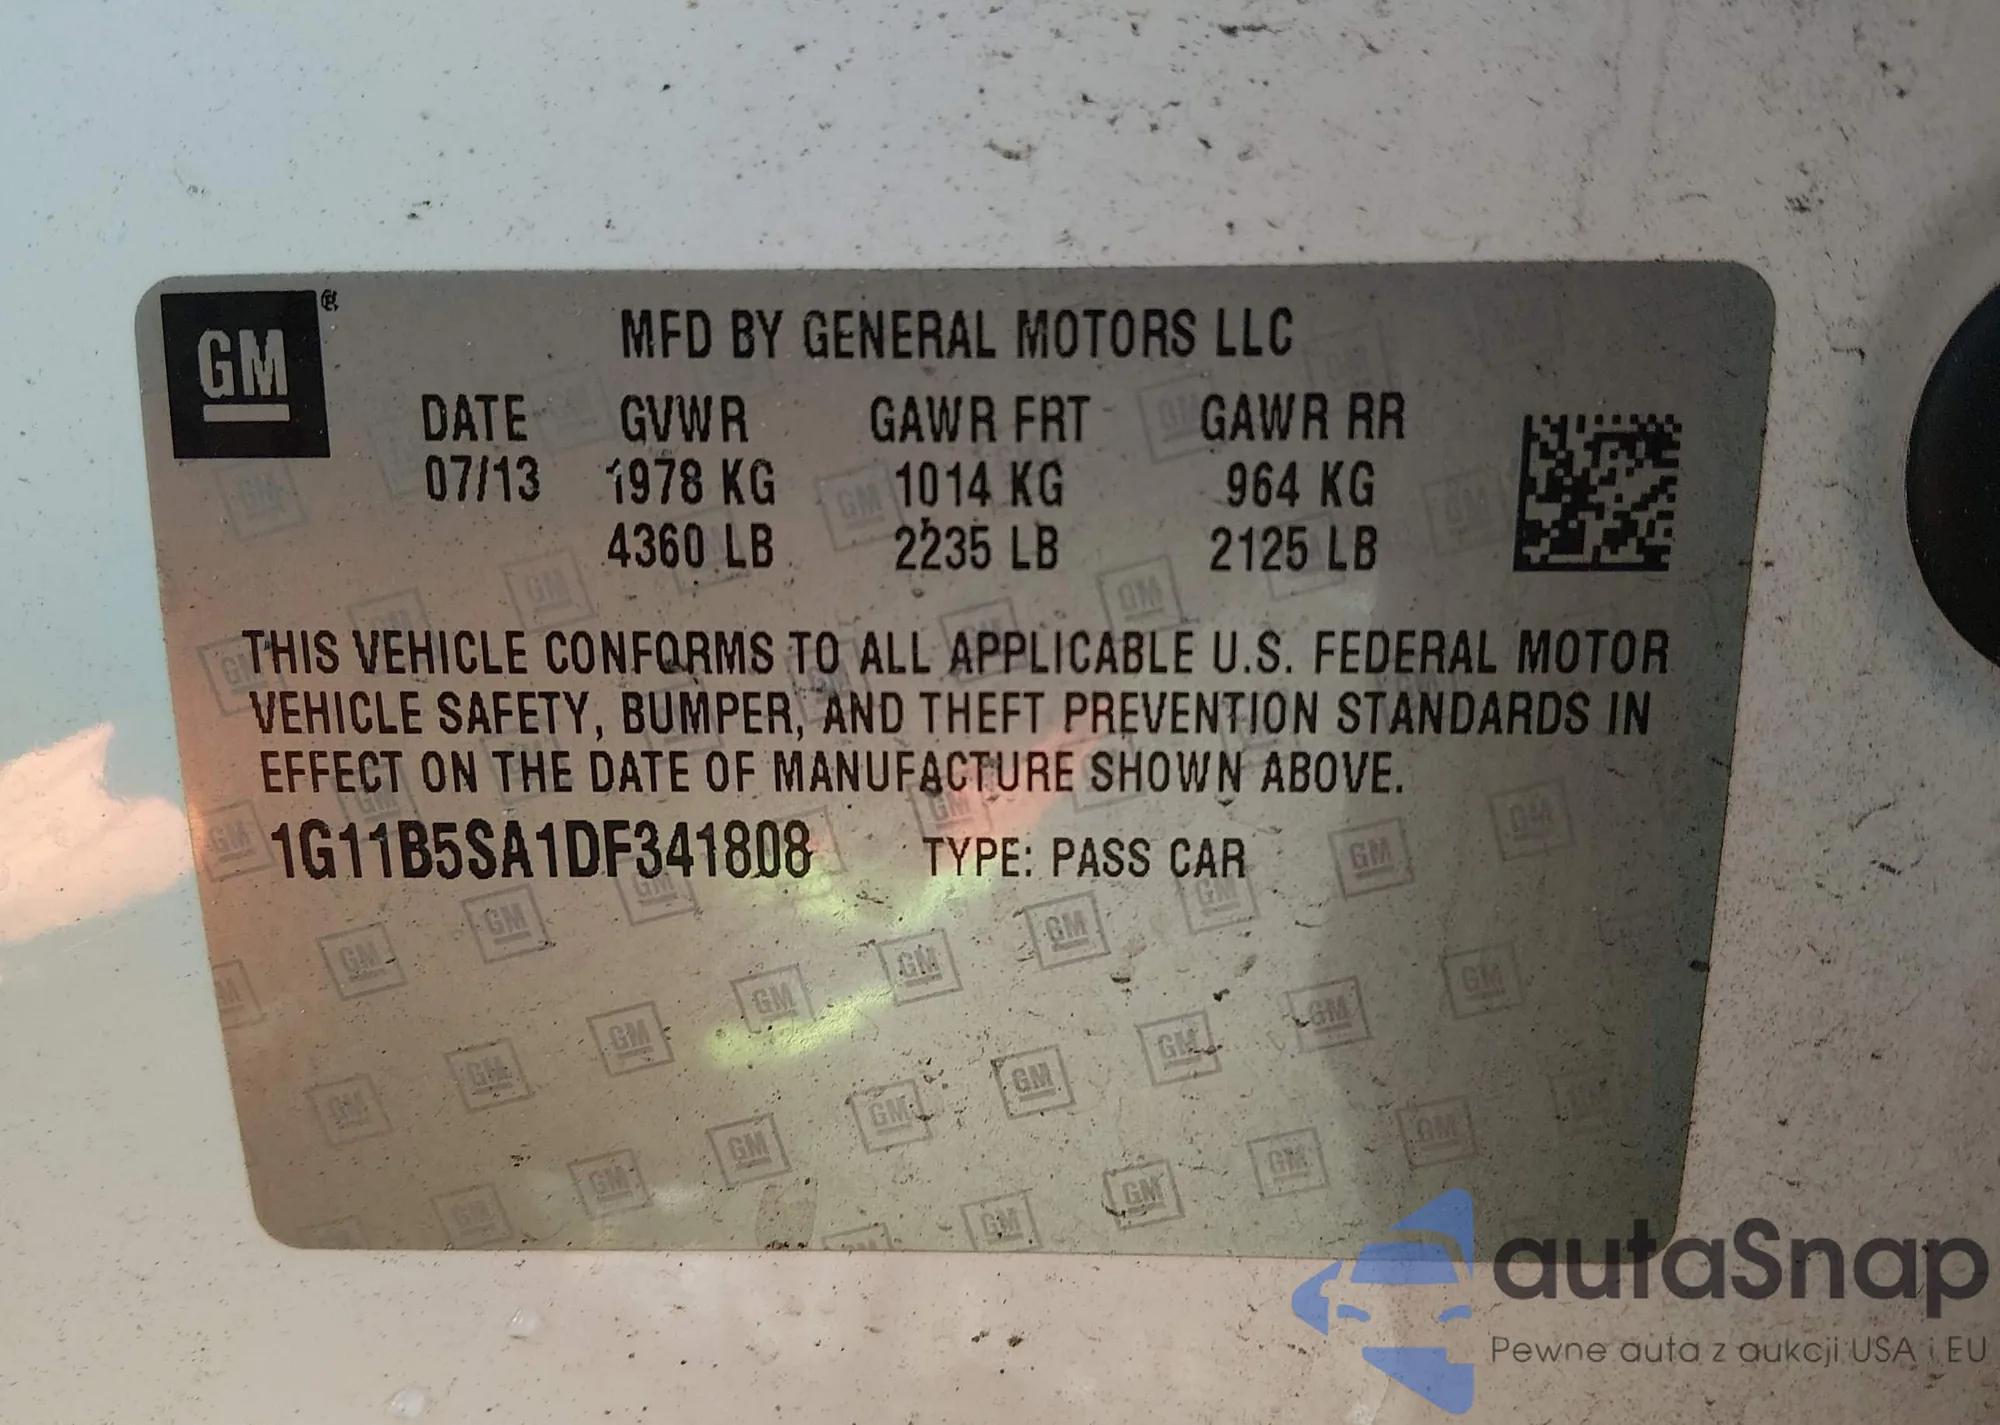 GM ®
MFD BY GENERAL MOTORS LLC
DATE GVWR GAWR FRT GAWR RR
07/13 1978 KG 1014 KG 964 KG
4360 LB 2235 LB 2125 LB
THIS VEHICLE CONFORMS TO ALL APPLICABLE U.S. FEDERAL MOTOR
VEHICLE SAFETY, BUMPER, AND THEFT PREVENTION STANDARDS IN
EFFECT ON THE DATE OF MANUFACTURE SHOWN ABOVE.
1G11B5SA1DF341808 TYPE: PASS CAR
autaSnap
Pewne auta z aukcji USA i EU